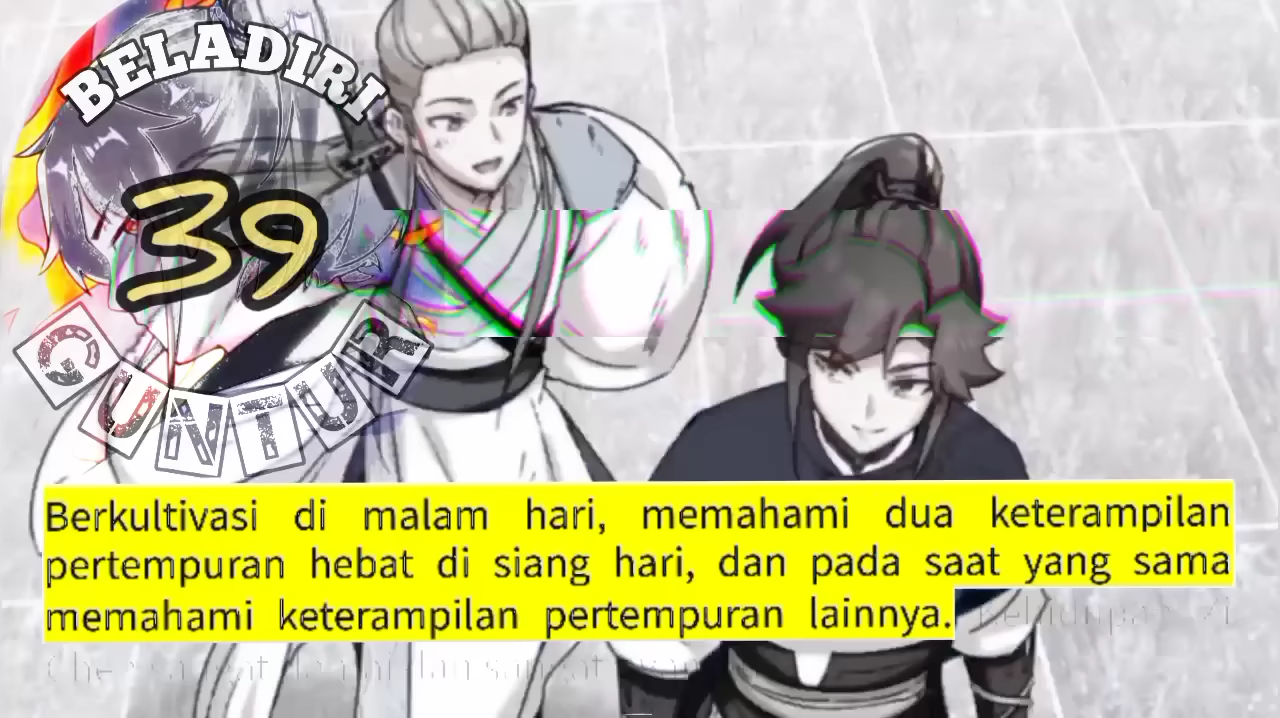 BELADIRI
39
GUNTUR
Berkultivasi di malam hari, memahami dua keterampilan
pertempuran hebat di siang hari, dan pada saat yang sama
memahami keterampilan pertempuran lainnya.